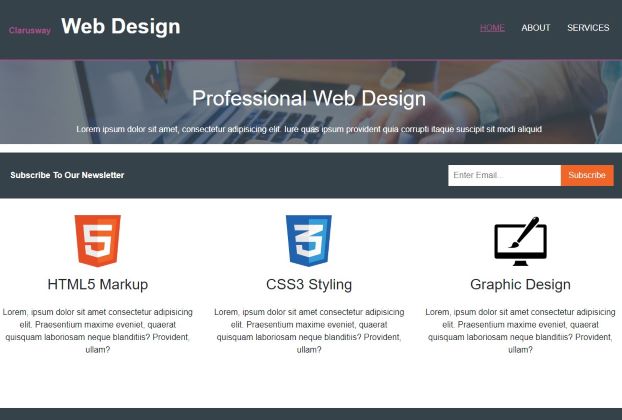 Clarusway Web Design
HOME ABOUT SERVICES
Professional Web Design
Lorem ipsum dolor sit amet, consectetur adipisicing elit. Iure quas ipsum provident quia corrupti itaque suscipit sit modi aliquid
Subscribe To Our Newsletter
Enter Email...
Subscribe
5
HTML5 Markup
Lorem, ipsum dolor sit amet consectetur adipisicing
elit. Praesentium maxime eveniet, quaerat
quisquam laboriosam neque blanditiis? Provident,
ullam?
3
CSS3 Styling
Lorem, ipsum dolor sit amet consectetur adipisicing
elit. Praesentium maxime eveniet, quaerat
quisquam laboriosam neque blanditiis? Provident,
ullam?
Graphic Design
Lorem, ipsum dolor sit amet consectetur adipisicing
elit. Praesentium maxime eveniet, quaerat
quisquam laboriosam neque blanditiis? Provident,
ullam?